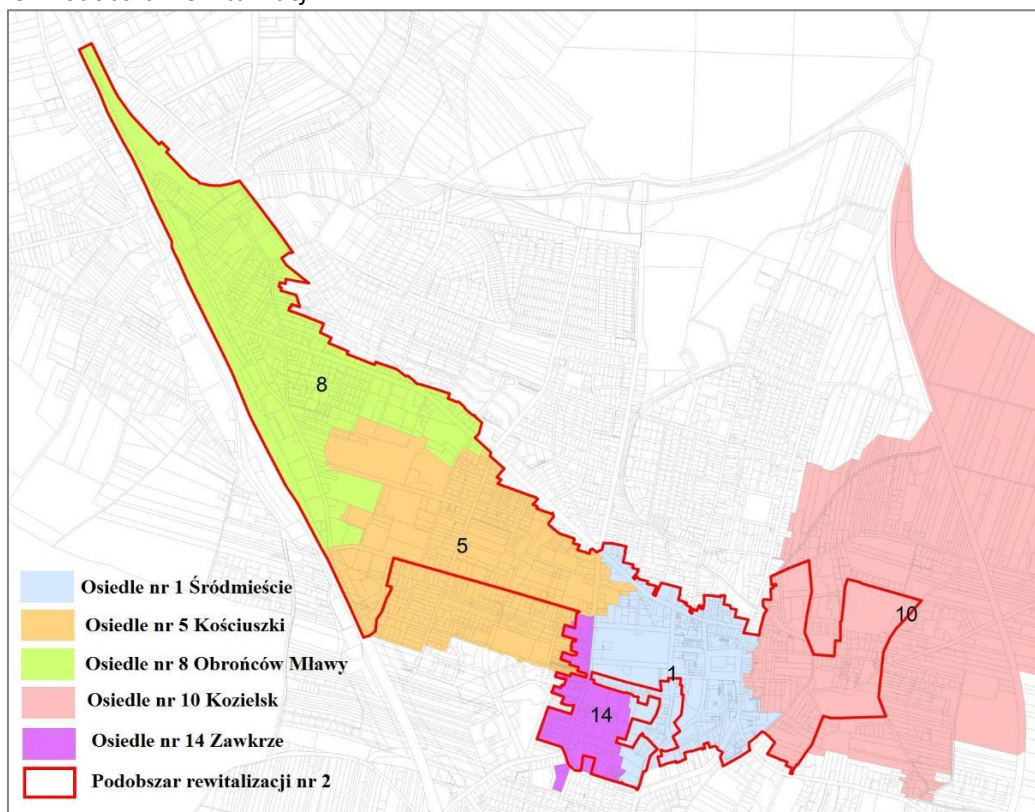 8
5
10
1
14
Osiedle nr 1 Śródmieście
Osiedle nr 5 Kościuszki
Osiedle nr 8 Obrońców Mławy
Osiedle nr 10 Kozielsk
Osiedle nr 14 Zawkrze
Podobszar rewitalizacji nr 2